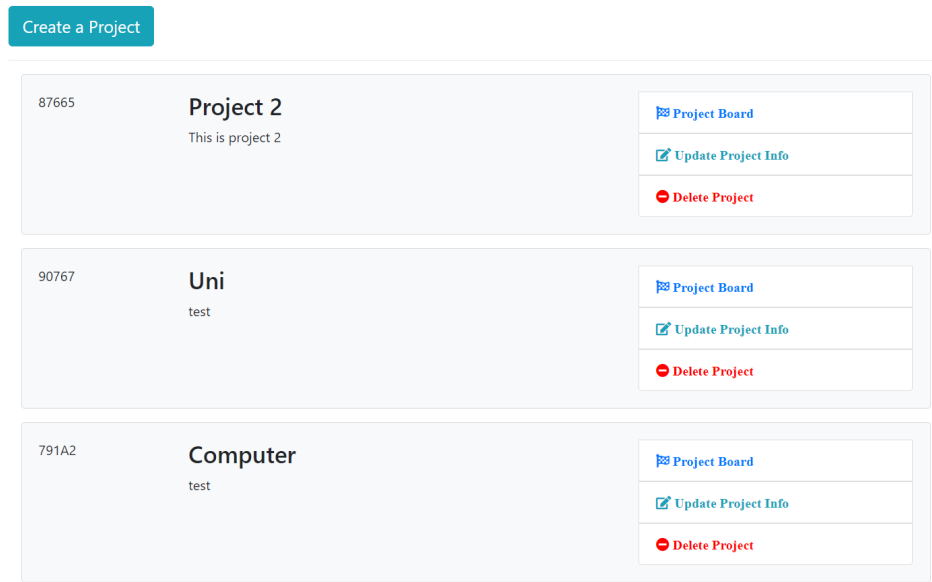 Create a Project
87665
Project 2
This is project 2
Project Board
Update Project Info
Delete Project
90767
Uni
test
Project Board
Update Project Info
Delete Project
791A2
Computer
test
Project Board
Update Project Info
Delete Project